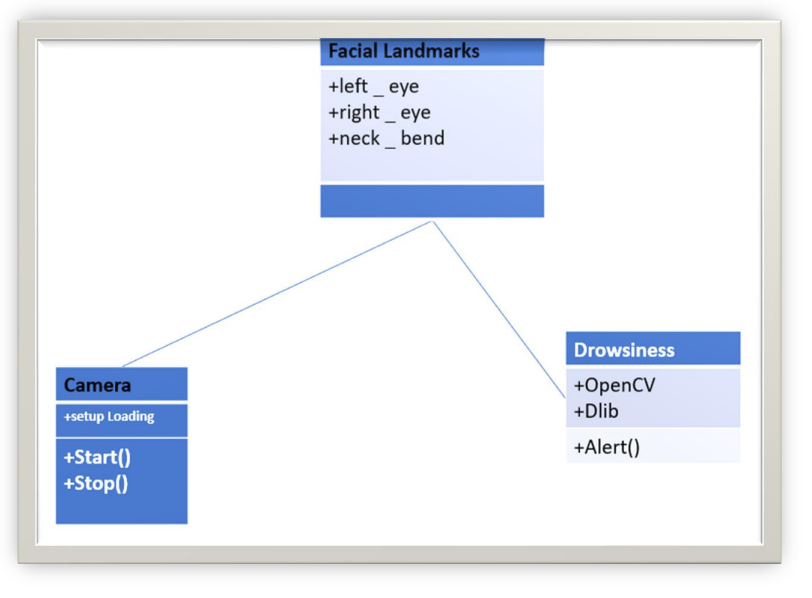 Facial Landmarks
+left _ eye
+right _ eye
+neck _ bend
Camera
+setup Loading
+Start()
+Stop()
Drowsiness
+OpenCV
+Dlib
+Alert()